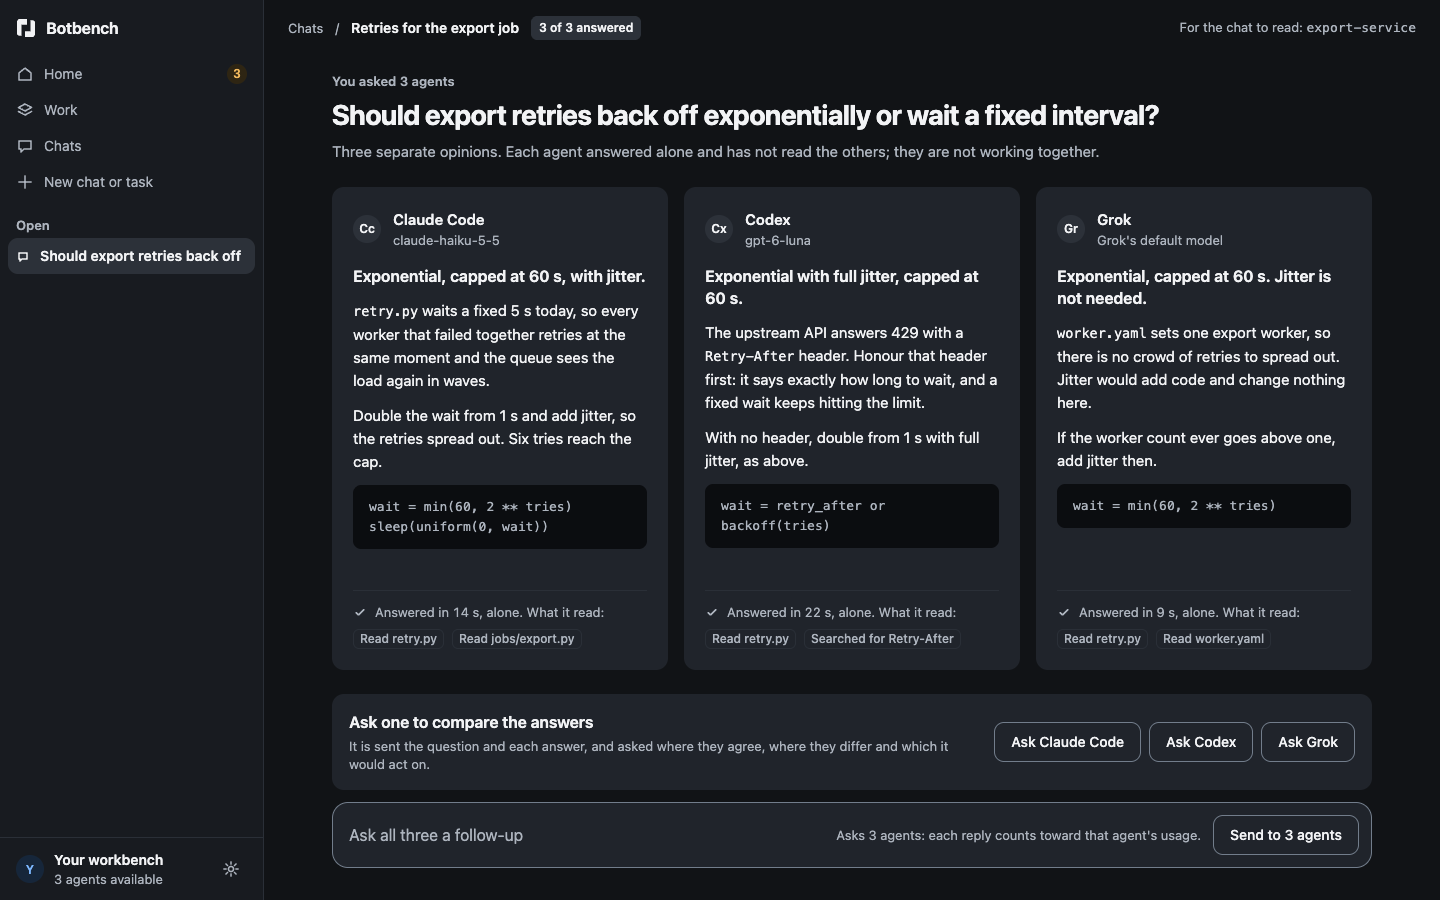 Botbench
Home 3
Work
Chats
New chat or task
Open
Should export retries back off
Your workbench
3 agents available
Y
Chats / Retries for the export job 3 of 3 answered
For the chat to read: export-service
You asked 3 agents
Should export retries back off exponentially or wait a fixed interval?
Three separate opinions. Each agent answered alone and has not read the others; they are not working together.
Cc
Claude Code
claude-haiku-5-5
Exponential, capped at 60 s, with jitter.
retry.py waits a fixed 5 s today, so every
worker that failed together retries at the
same moment and the queue sees the
load again in waves.
Double the wait from 1 s and add jitter, so
the retries spread out. Six tries reach the
cap.
wait = min(60, 2 ** tries)
sleep(uniform(0, wait))
Answered in 14 s, alone. What it read:
Read retry.py
Read jobs/export.py
Cx
Codex
gpt-6-luna
Exponential with full jitter, capped at
60 s.
The upstream API answers 429 with a
Retry-After header. Honour that header
first: it says exactly how long to wait, and a
fixed wait keeps hitting the limit.
With no header, double from 1 s with full
jitter, as above.
wait = retry_after or
backoff(tries)
Answered in 22 s, alone. What it read:
Read retry.py
Searched for Retry-After
Gr
Grok
Grok's default model
Exponential, capped at 60 s. Jitter is
not needed.
worker.yaml sets one export worker, so
there is no crowd of retries to spread out.
Jitter would add code and change nothing
here.
If the worker count ever goes above one,
add jitter then.
wait = min(60, 2 ** tries)
Answered in 9 s, alone. What it read:
Read retry.py
Read worker.yaml
Ask one to compare the answers
It is sent the question and each answer, and asked where they agree, where they differ and which it
would act on.
Ask Claude Code
Ask Codex
Ask Grok
Ask all three a follow-up
Asks 3 agents: each reply counts toward that agent's usage.
Send to 3 agents